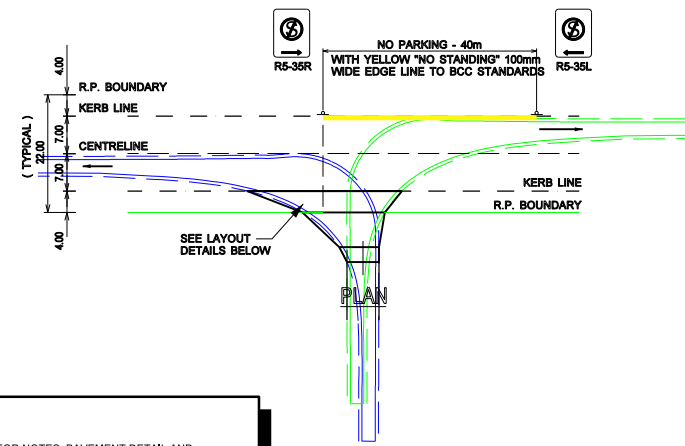 NO PARKING - 40m
R5-35R
WITH YELLOW "NO STANDING" 100mm
WIDE EDGE LINE TO BCC STANDARDS
R5-35L
4.00
R.P. BOUNDARY
KERB LINE
7.00
CENTRELINE
( TYPICAL )
22.00
7.00
KERB LINE
R.P. BOUNDARY
4.00
SEE LAYOUT
DETAILS BELOW
PLAN